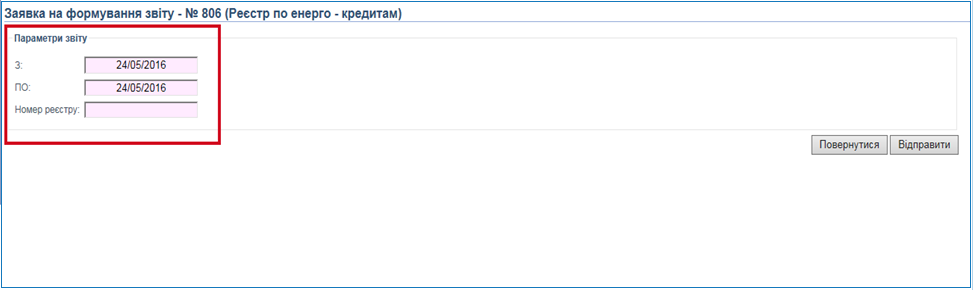 Заявка на формування звіту - № 806 (Реєстр по енерго - кредитам)
Параметри звіту
З: 24/05/2016
ПО: 24/05/2016
Номер реєстру:
Повернутися Відправити